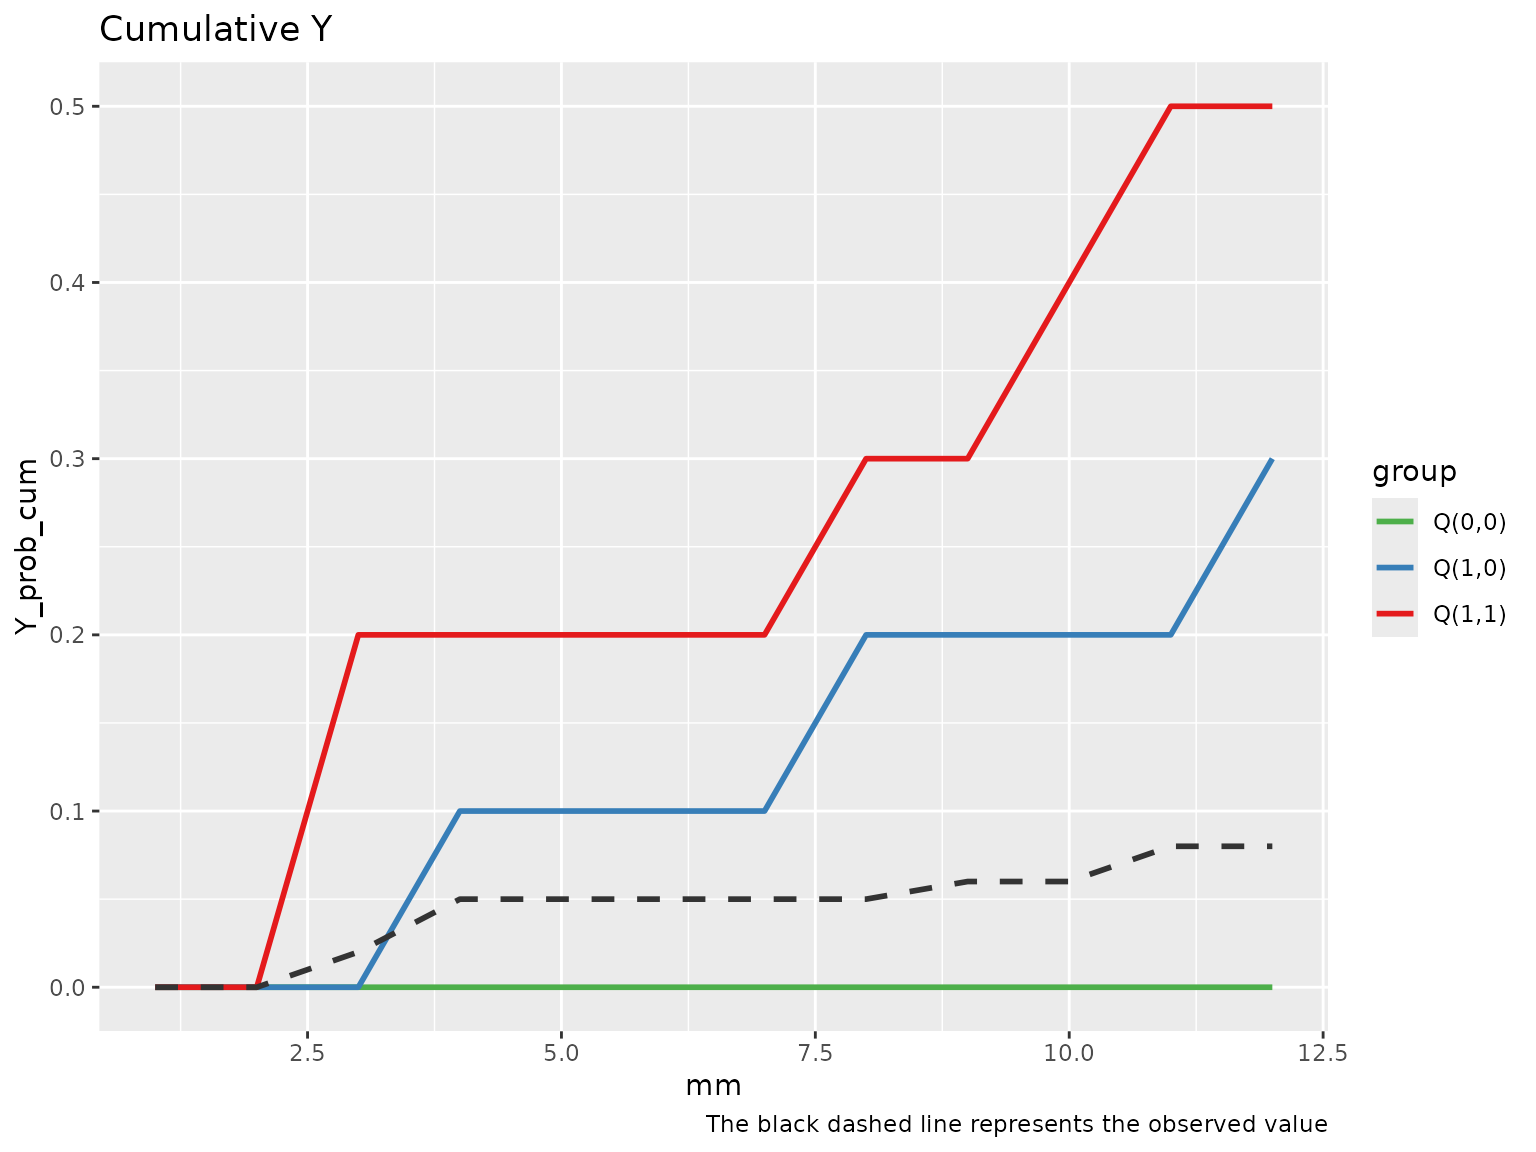 Cumulative Y
Y_prob_cum
0.5
0.4
0.3
0.2
0.1
0.0
2.5 5.0 7.5 10.0 12.5
mm
group
Q(0,0)
Q(1,0)
Q(1,1)
The black dashed line represents the observed value